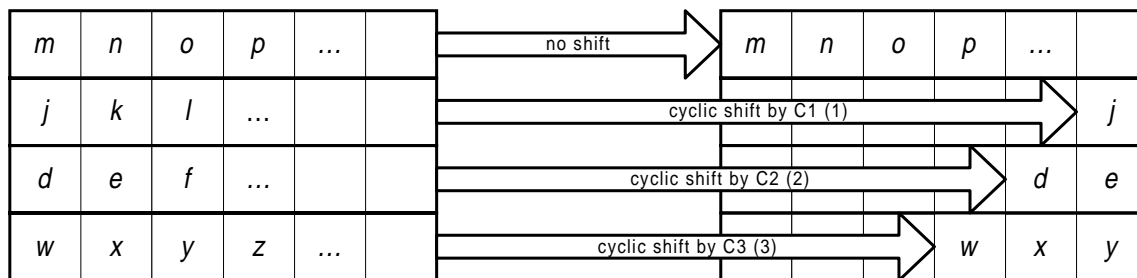 m n o p ... no shift m n o p ...
j k l ... cyclic shift by C1 (1) j
d e f ... cyclic shift by C2 (2) d e
w x y z ... cyclic shift by C3 (3) w x y